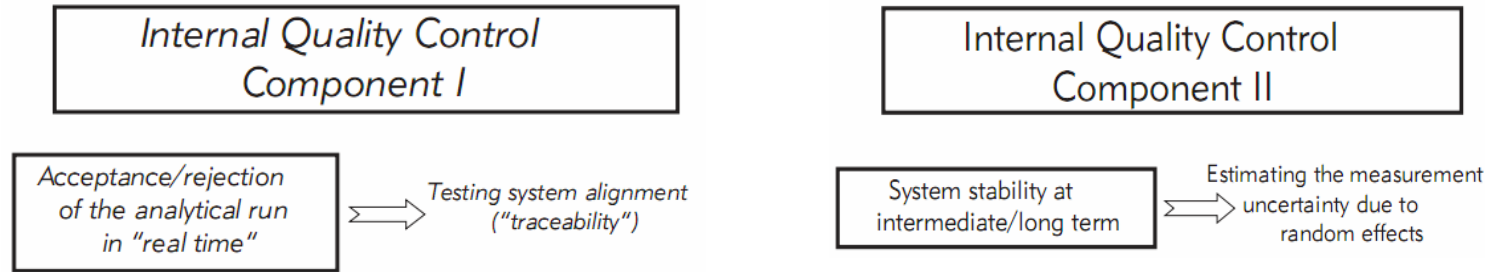 Internal Quality Control
Component I
Acceptance/rejection
of the analytical run
in “real time“
Testing system alignment
(“traceability“)
Internal Quality Control
Component II
System stability at
intermediate/long term
Estimating the measurement
uncertainty due to
random effects